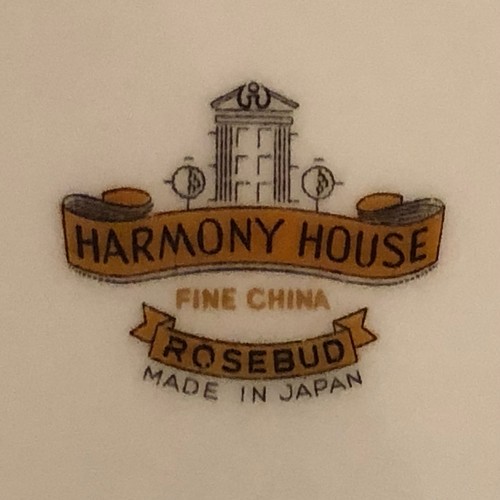 HARMONY HOUSE
FINE CHINA
ROSEBUD
MADE IN JAPAN